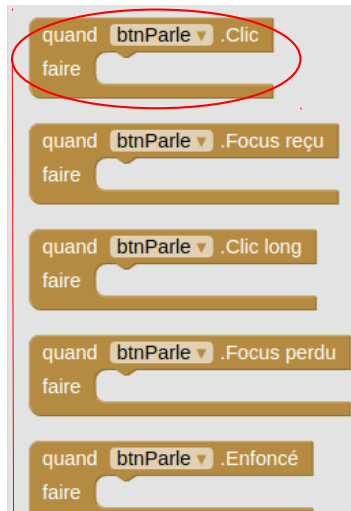 quand btnParle .Clic
faire
quand btnParle .Focus reçu
faire
quand btnParle .Clic long
faire
quand btnParle .Focus perdu
faire
quand btnParle .Enfoncé
faire